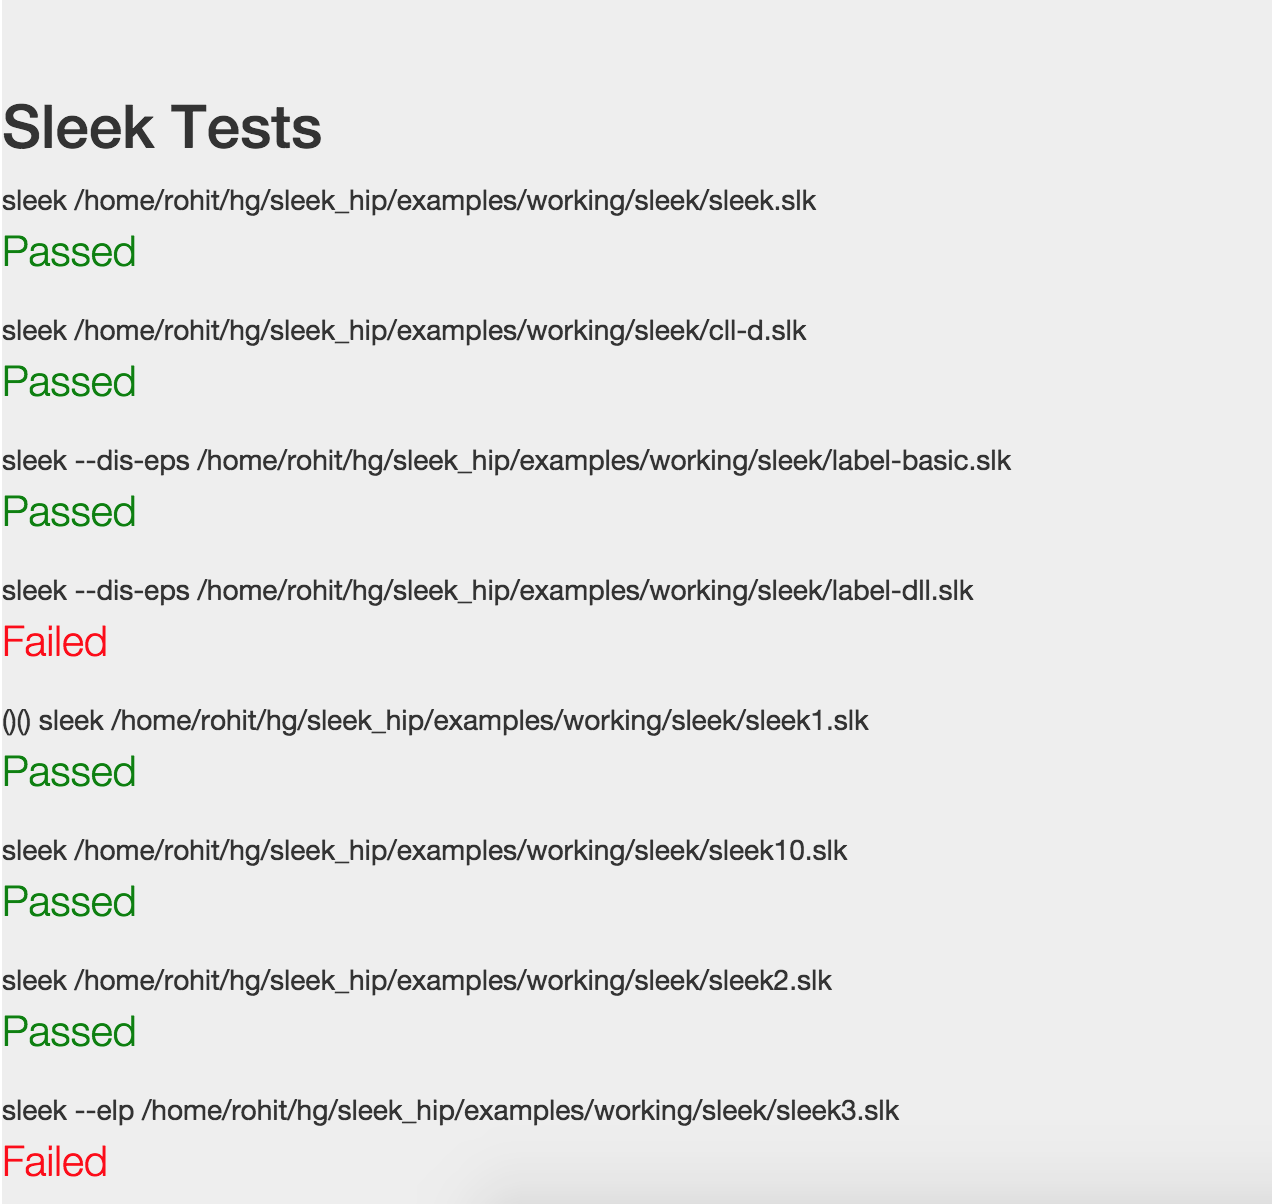 Sleek Tests
sleek /home/rohit/hg/sleek_hip/examples/working/sleek/sleek.slk
Passed
sleek /home/rohit/hg/sleek_hip/examples/working/sleek/cll-d.slk
Passed
sleek --dis-eps /home/rohit/hg/sleek_hip/examples/working/sleek/label-basic.slk
Passed
sleek --dis-eps /home/rohit/hg/sleek_hip/examples/working/sleek/label-dll.slk
Failed
()() sleek /home/rohit/hg/sleek_hip/examples/working/sleek/sleek1.slk
Passed
sleek /home/rohit/hg/sleek_hip/examples/working/sleek/sleek10.slk
Passed
sleek /home/rohit/hg/sleek_hip/examples/working/sleek/sleek2.slk
Passed
sleek --elp /home/rohit/hg/sleek_hip/examples/working/sleek/sleek3.slk
Failed